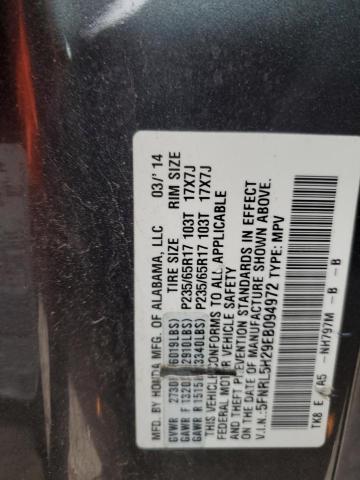 MFD. BY HONDA MFG. OF ALABAMA, LLC 03/'14
GVWR 2730 6019LBS) TIRE SIZE RIM SIZE
GAWR F 1320 2910LBS) P235/65R17 103T 17X7J
GAWR R 1515 3340LBS) P235/65R17 103T 17X7J
THIS VEHICLE CONFORMS TO ALL APPLICABLE
FEDERAL MOTOR VEHICLE SAFETY
AND THEFT PREVENTION STANDARDS IN EFFECT
ON THE DATE OF MANUFACTURE SHOWN ABOVE.
V.I.N.:5FNRL5H29EB094972 TYPE: MPV
TK8 E A5 NH797M - B - B